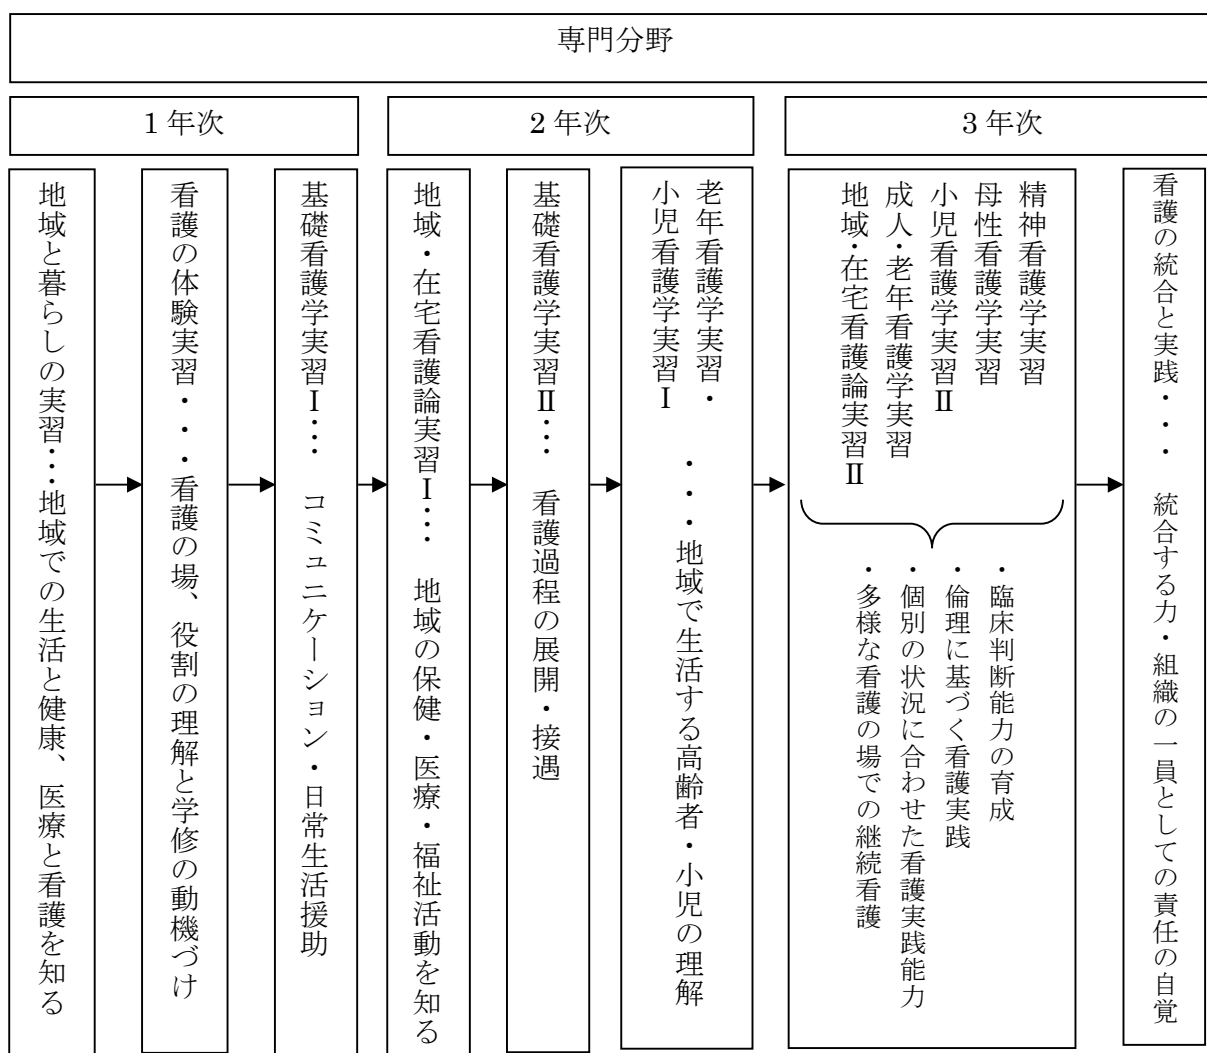 専門分野
1 年次
2 年次
3 年次
地域と暮らしの実習・・・地域での生活と健康、医療と看護を知る
看護の体験実習・・・看護の場、役割の理解と学修の動機づけ
基礎看護学実習Ⅰ・・・ コミュニケーション・日常生活援助
地域・在宅看護論実習Ⅰ・・・ 地域の保健・医療・福祉活動を知る
基礎看護学実習Ⅱ・・・ 看護過程の展開・接遇
老年看護学実習・
小児看護学実習Ⅰ ・・・地域で生活する高齢者・小児の理解
精神看護学実習
母性看護学実習
小児看護学実習Ⅱ
成人・老年看護学実習
地域・在宅看護論実習Ⅱ
・臨床判断能力の育成
・倫理に基づく看護実践
・個別の状況に合わせた看護実践能力
・多様な看護の場での継続看護
看護の統合と実践・・・ 統合する力・組織の一員としての責任の自覚